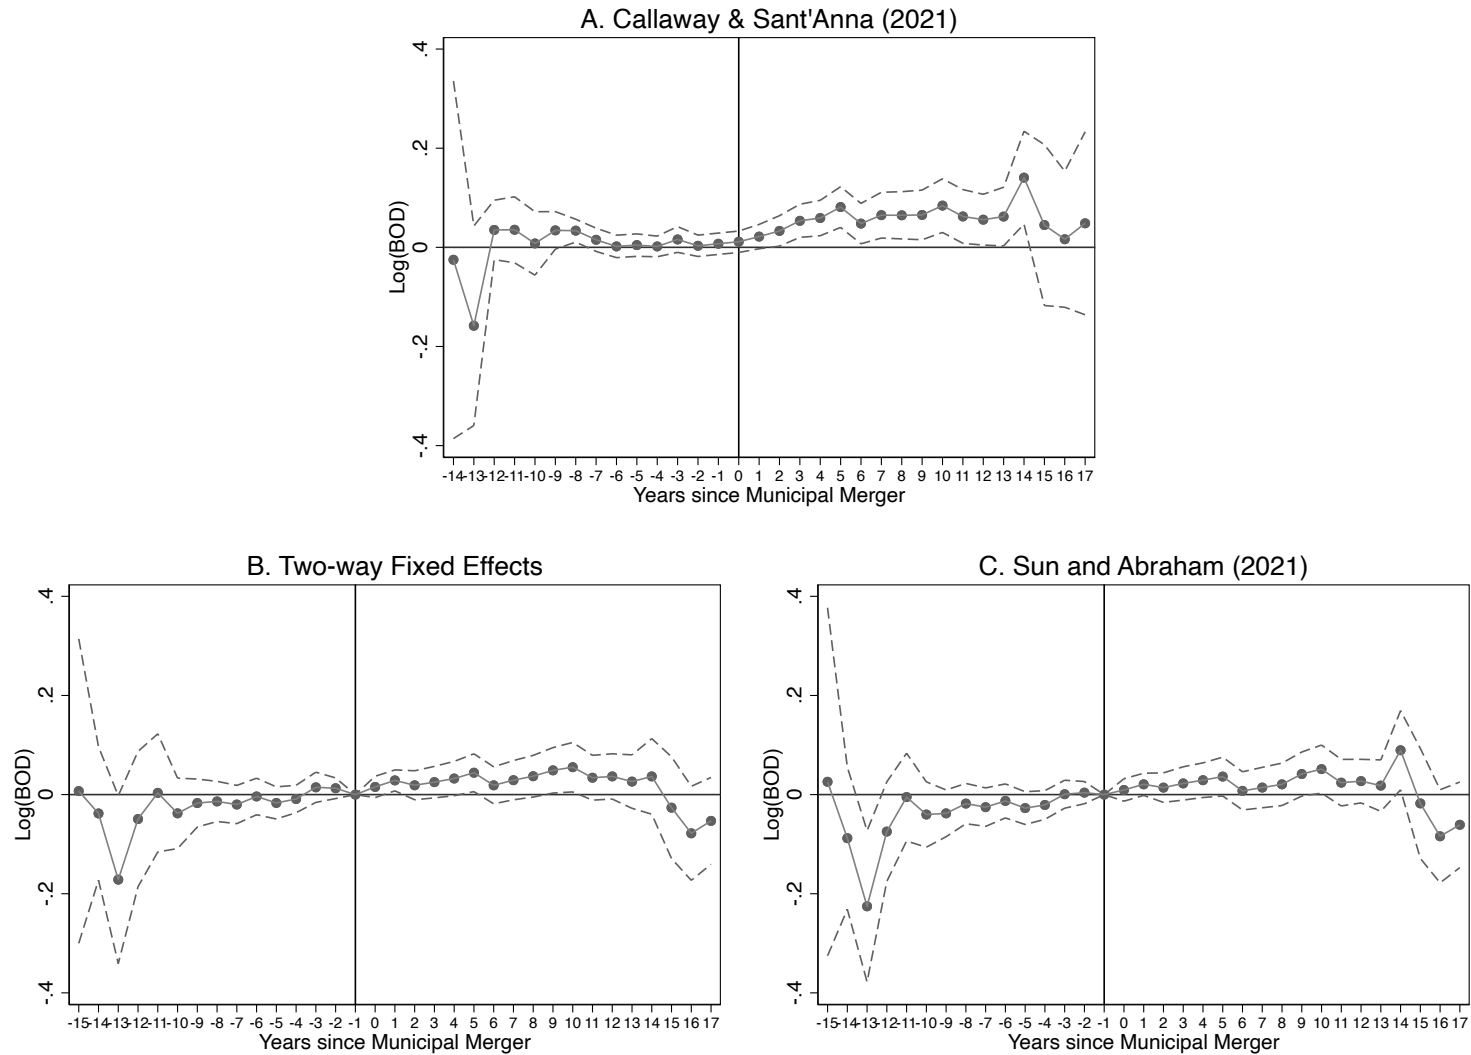 A. Callaway & Sant'Anna (2021)
Log(BOD)
.4
.2
0
-.2
-.4
-14 -13 -12 -11 -10 -9 -8 -7 -6 -5 -4 -3 -2 -1 0 1 2 3 4 5 6 7 8 9 10 11 12 13 14 15 16 17
Years since Municipal Merger
B. Two-way Fixed Effects
Log(BOD)
.4
.2
0
-.2
-.4
-15 -14 -13 -12 -11 -10 -9 -8 -7 -6 -5 -4 -3 -2 -1 0 1 2 3 4 5 6 7 8 9 10 11 12 13 14 15 16 17
Years since Municipal Merger
C. Sun and Abraham (2021)
Log(BOD)
.4
.2
0
-.2
-.4
-15 -14 -13 -12 -11 -10 -9 -8 -7 -6 -5 -4 -3 -2 -1 0 1 2 3 4 5 6 7 8 9 10 11 12 13 14 15 16 17
Years since Municipal Merger